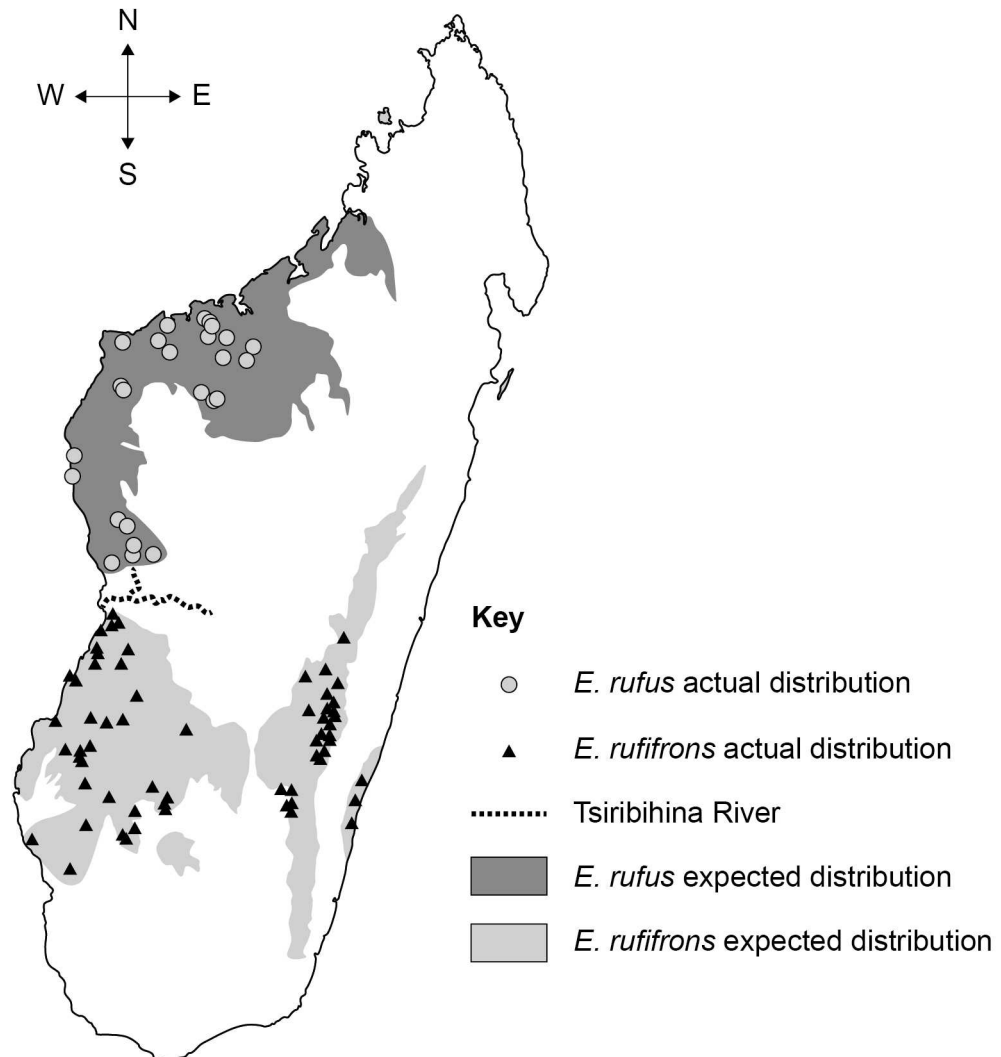 N
W E
S
Key
E. rufus actual distribution
E. rufifrons actual distribution
Tsiribihina River
E. rufus expected distribution
E. rufifrons expected distribution